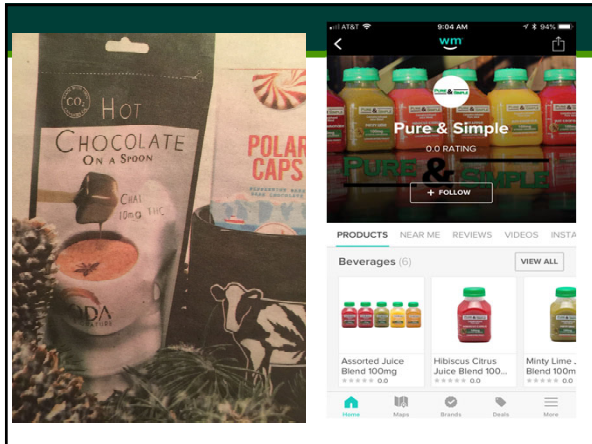 CO2
HOT
CHOCOLATE
ON A SPOON
CHAI
10mg THC
POLAR
CAPS
AT&T
9:04 AM
94%
wm
PURE & SIMPLE
Pure & Simple
0.0 RATING
PURE & SIMPLE
+ FOLLOW
PRODUCTS NEAR ME REVIEWS VIDEOS INSTA
Beverages (6)
VIEW ALL
Assorted Juice
Blend 100mg
0.0
Hibiscus Citrus
Juice Blend 100...
0.0
Minty Lime
Blend 100m
0.0
Home Maps Brands Deals More